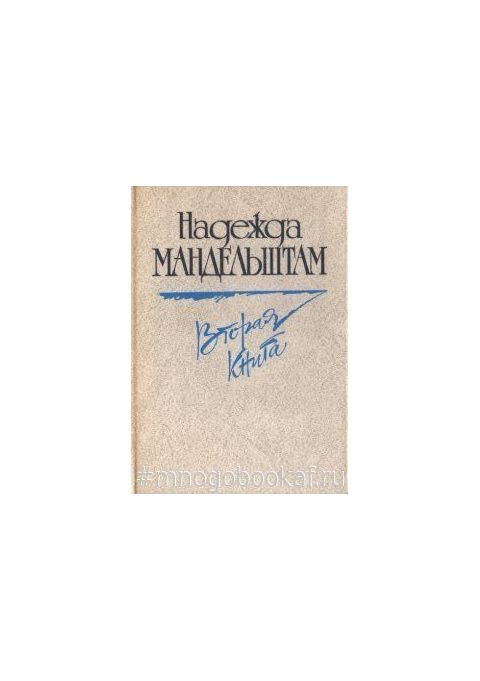 Надежда
МАНДЕЛЬШТАМ
Вторая
книга
#mnogobookaf.ru